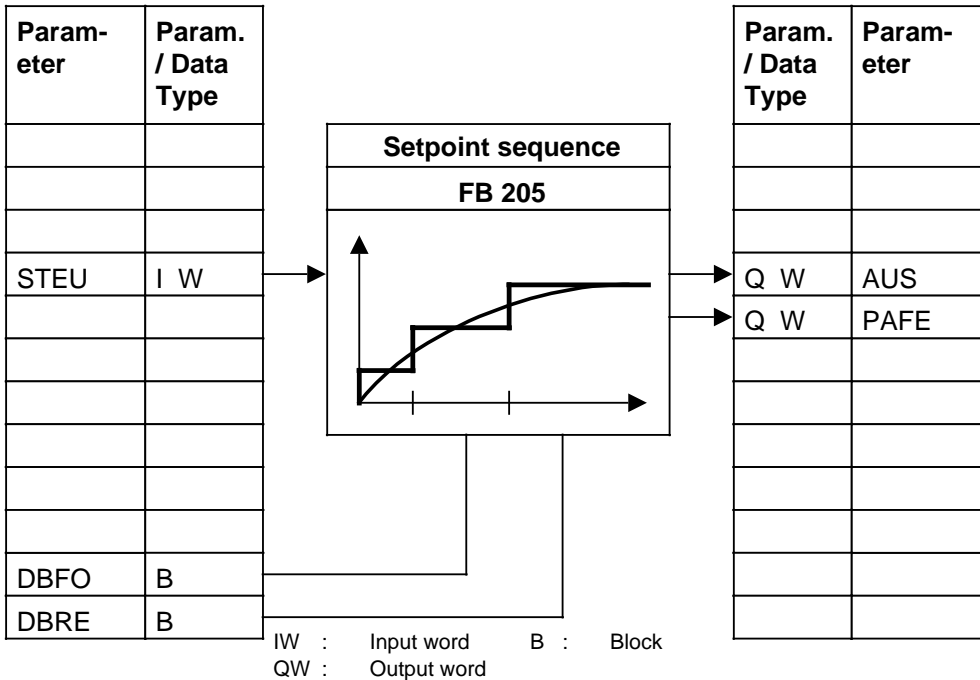 Param-
eter
Param.
/ Data
Type
STEU I W
DBFO B
DBRE B
Setpoint sequence
FB 205
Param.
/ Data
Type
Param-
eter
Q W AUS
Q W PAFE
IW : Input word B : Block
QW : Output word